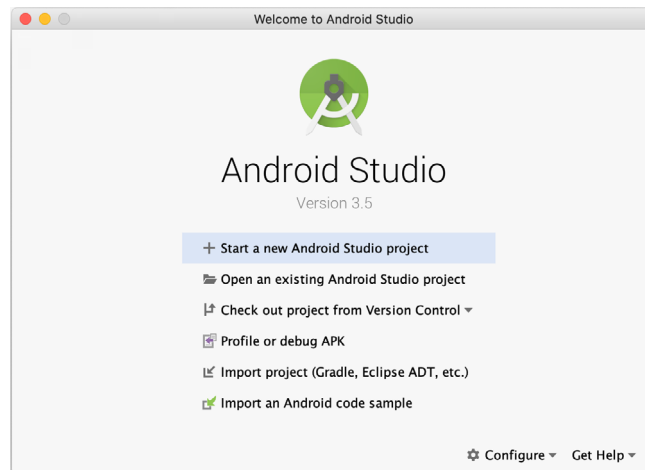 Welcome to Android Studio
Android Studio
Version 3.5
Start a new Android Studio project
Open an existing Android Studio project
Check out project from Version Control
Profile or debug APK
Import project (Gradle, Eclipse ADT, etc.)
Import an Android code sample
Configure Get Help